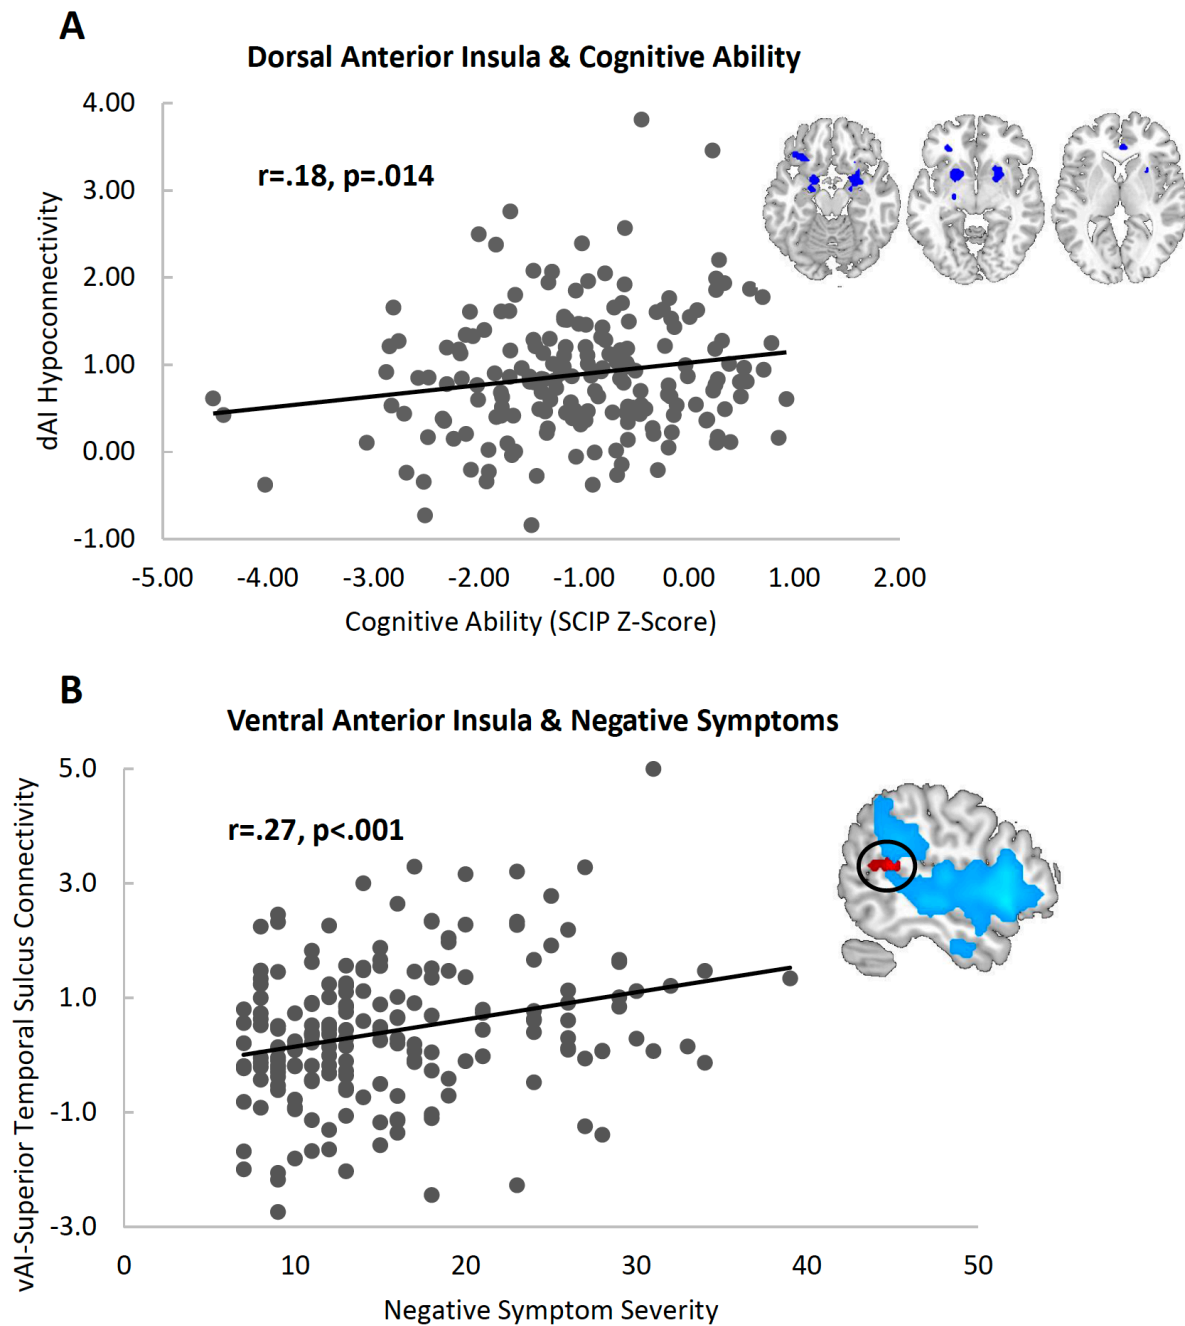 A
Dorsal Anterior Insula & Cognitive Ability
4.00
3.00
2.00
1.00
0.00
-1.00
dAI Hypoconnectivity
r=.18, p=.014
-5.00 -4.00 -3.00 -2.00 -1.00 0.00 1.00 2.00
Cognitive Ability (SCIP Z-Score)
B
Ventral Anterior Insula & Negative Symptoms
5.0
3.0
1.0
-1.0
-3.0
vAI-Superior Temporal Sulcus Connectivity
r=.27, p<.001
0 10 20 30 40 50
Negative Symptom Severity